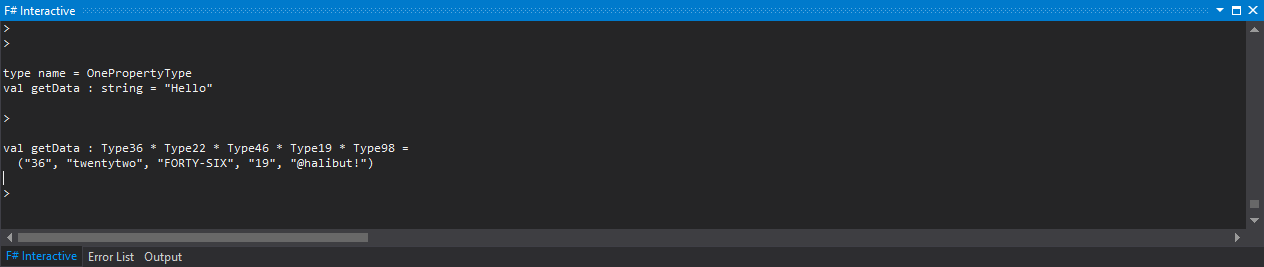 F# Interactive
>
>
type name = OnePropertyType
val getData : string = "Hello"
>
val getData : Type36 * Type22 * Type46 * Type19 * Type98 =
("36", "twentytwo", "FORTY-SIX", "19", "@halibut!")
>
F# Interactive Error List Output